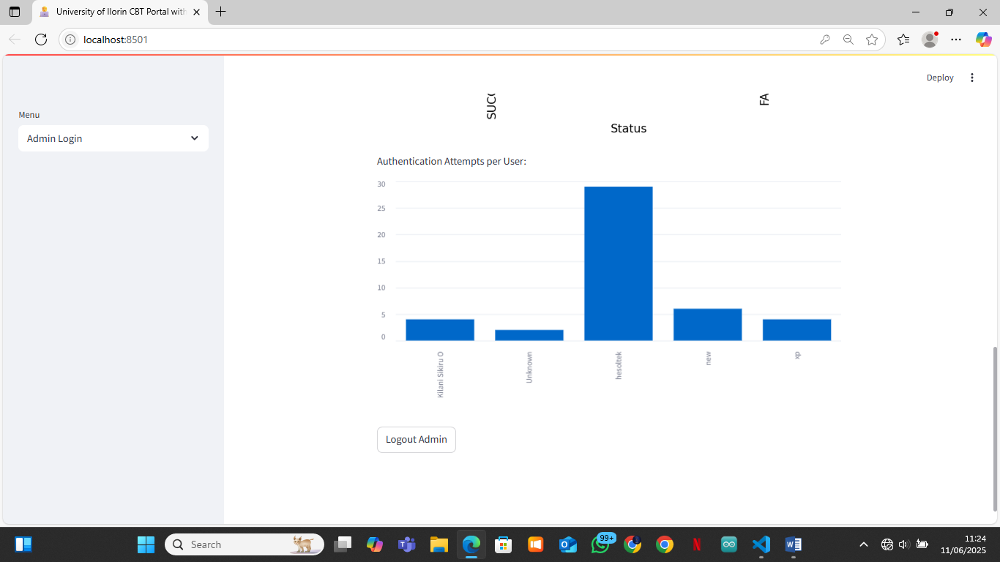 University of Ilorin CBT Portal with
localhost:8501
Deploy
Menu
Admin Login
Status
Authentication Attempts per User:
30
25
20
15
10
5
0
Kilani Sikiru O
Unknown
hesoltek
new
xp
Logout Admin
Search
99+
11:24
11/06/2025